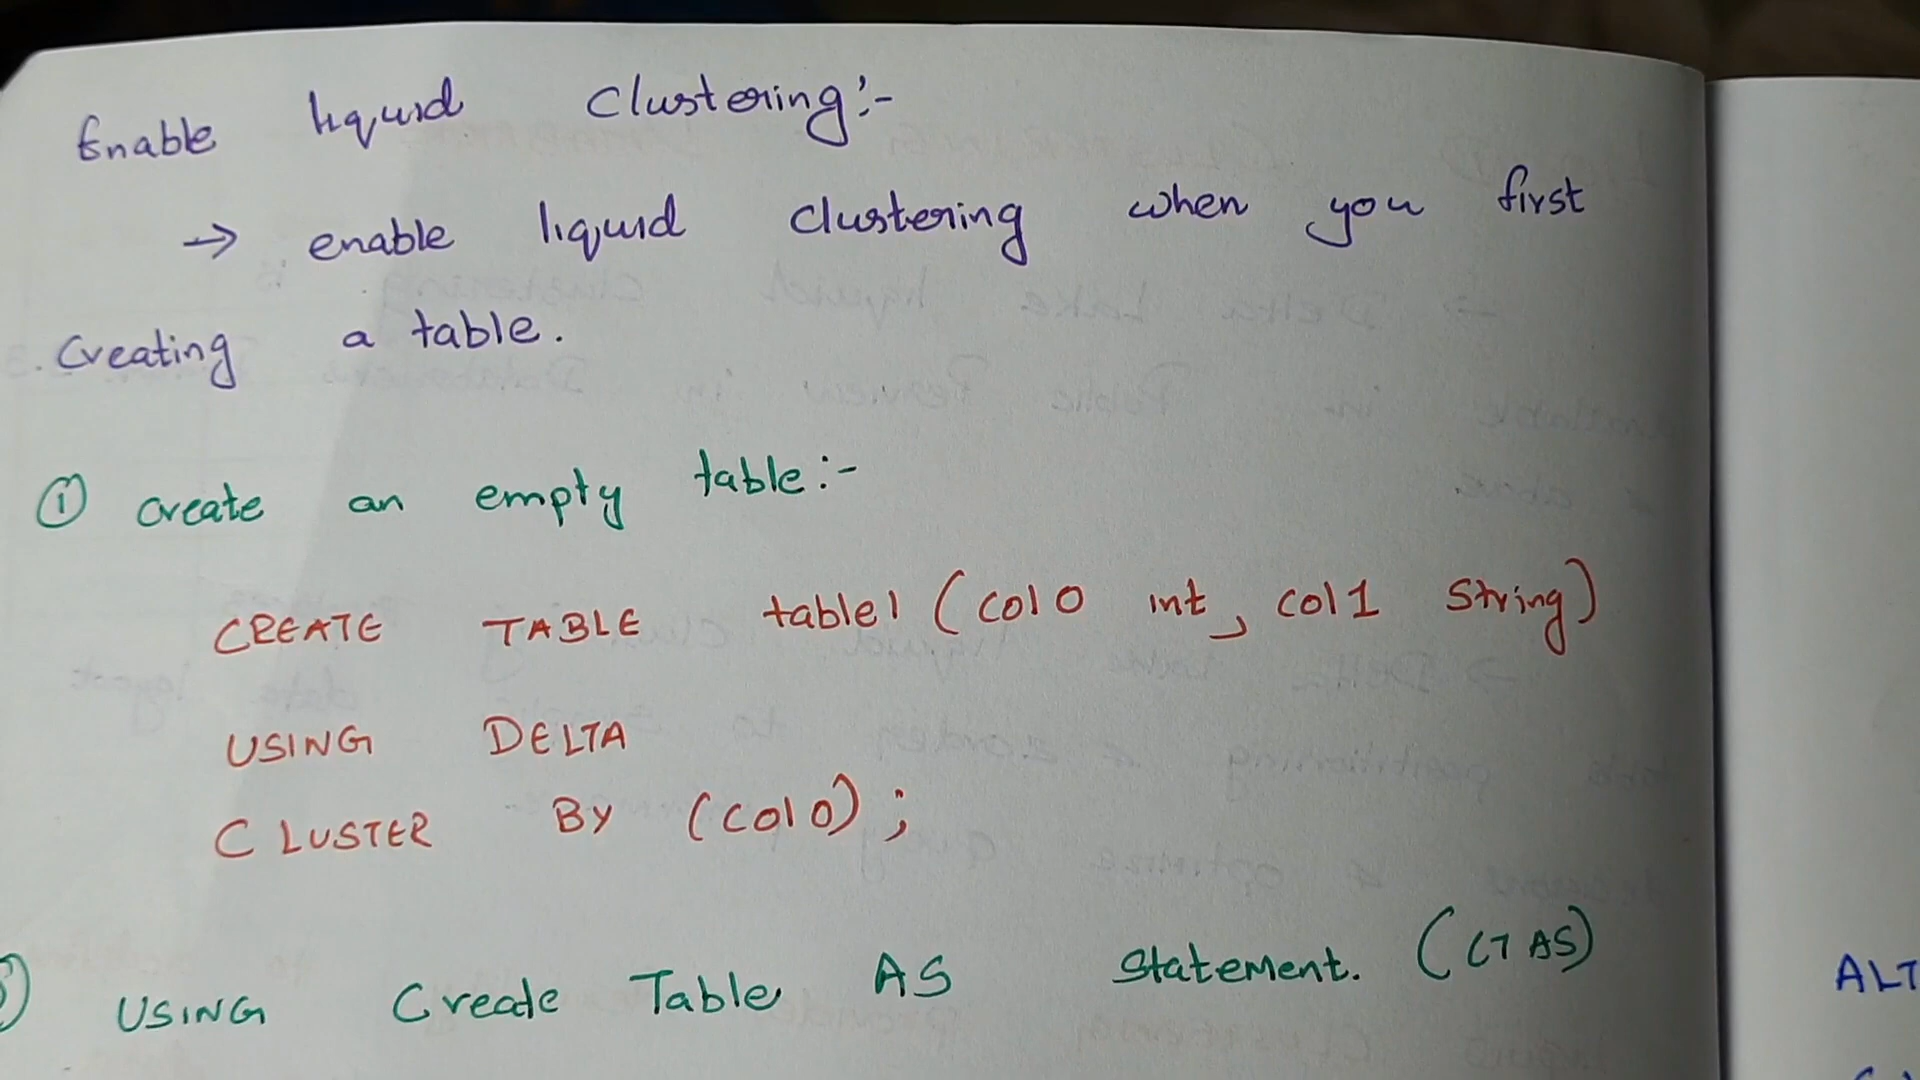 Enable liquid Clustering:-
→ enable liquid clustering when you first
Creating a table.
① create an empty table:-
CREATE TABLE table1 (col0 int, col1 String)
USING DELTA
CLUSTER BY (col0);
USING Create Table AS Statement. (CTAS)
ALT